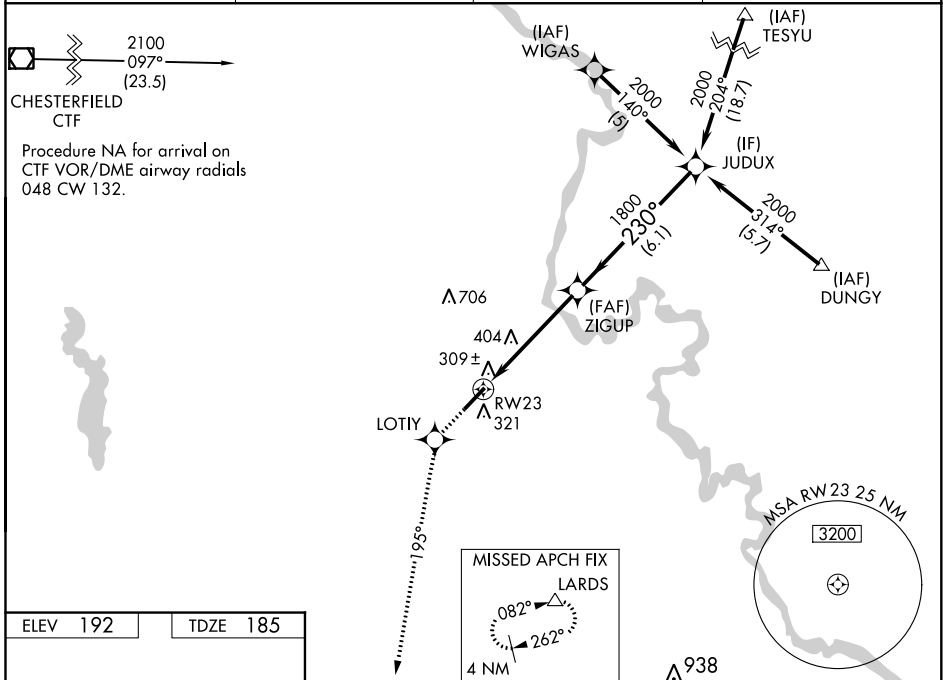 2100
097°
(23.5)
CHESTERFIELD
CTF
Procedure NA for arrival on
CTF VOR/DME airway radials
048 CW 132.
(IAF)
WIGAS
(IAF)
TESYU
2000
140°
(5)
2000
204°
(18.7)
(IF)
JUDUX
2000
314°
(5.7)
(IAF)
DUNGY
1800
230°
(6.1)
(FAF)
ZIGUP
706
404
309±
RW23
321
LOTIY
195°
MSA RW23 25 NM
3200
MISSED APCH FIX
LARDS
082°
262°
4 NM
938
ELEV 192
TDZE 185